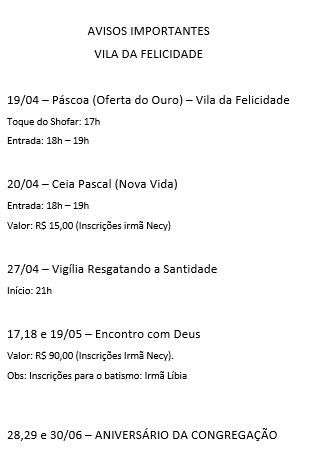 AVISOS IMPORTANTES
VILA DA FELICIDADE
19/04 – Páscoa (Oferta do Ouro) – Vila da Felicidade
Toque do Shofar: 17h
Entrada: 18h – 19h
20/04 – Ceia Pascal (Nova Vida)
Entrada: 18h – 19h
Valor: R$ 15,00 (Inscrições irmã Necy)
27/04 – Vigília Resgatando a Santidade
Início: 21h
17,18 e 19/05 – Encontro com Deus
Valor: R$ 90,00 (Inscrições Irmã Necy).
Obs: Inscrições para o batismo: Irmã Líbia
28,29 e 30/06 – ANIVERSÁRIO DA CONGREGAÇÃO